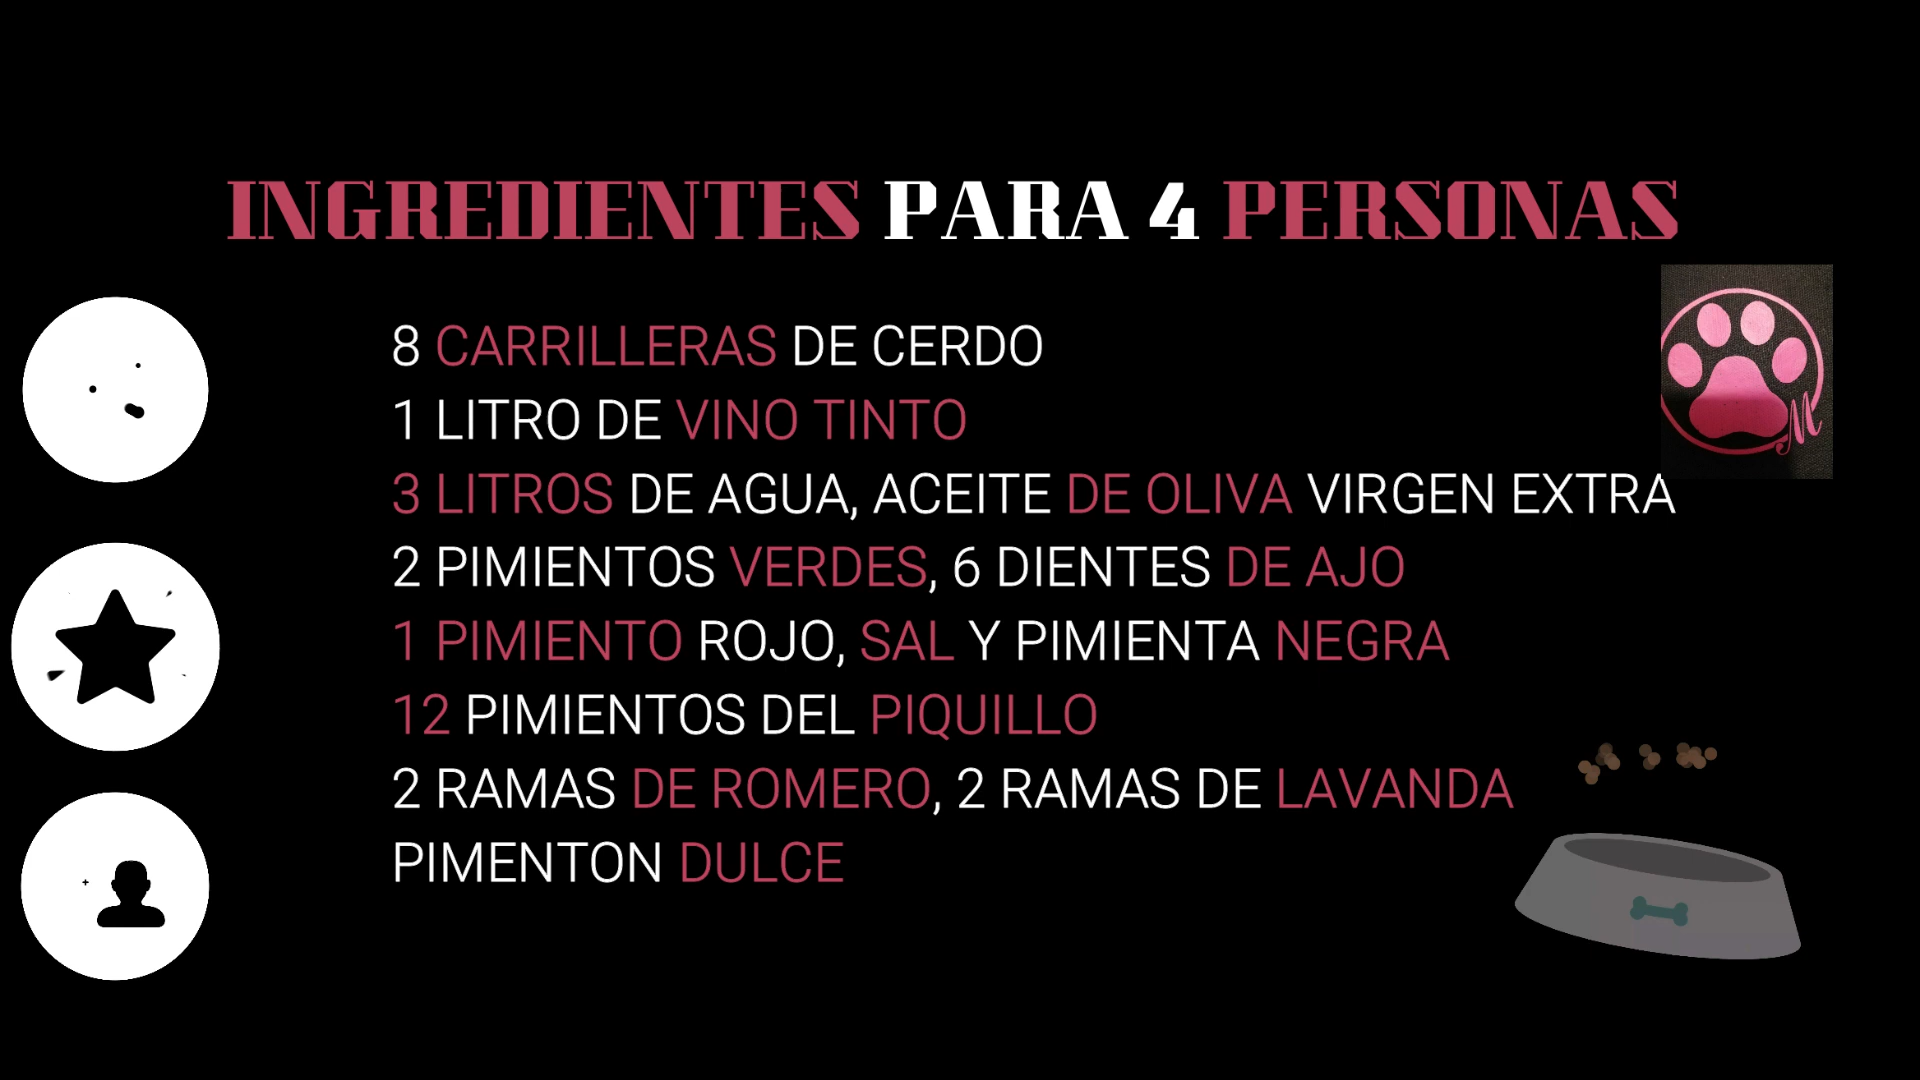 INGREDIENTES PARA 4 PERSONAS
8 CARRILLERAS DE CERDO
1 LITRO DE VINO TINTO
3 LITROS DE AGUA, ACEITE DE OLIVA VIRGEN EXTRA
2 PIMIENTOS VERDES, 6 DIENTES DE AJO
1 PIMIENTO ROJO, SAL Y PIMIENTA NEGRA
12 PIMIENTOS DEL PIQUILLO
2 RAMAS DE ROMERO, 2 RAMAS DE LAVANDA
PIMENTON DULCE
M